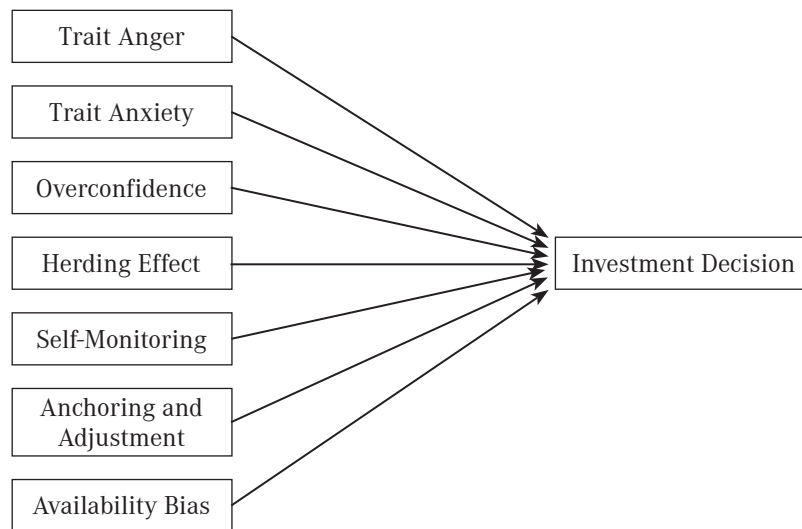 Trait Anger
Trait Anxiety
Overconfidence
Herding Effect
Investment Decision
Self-Monitoring
Anchoring and
Adjustment
Availability Bias